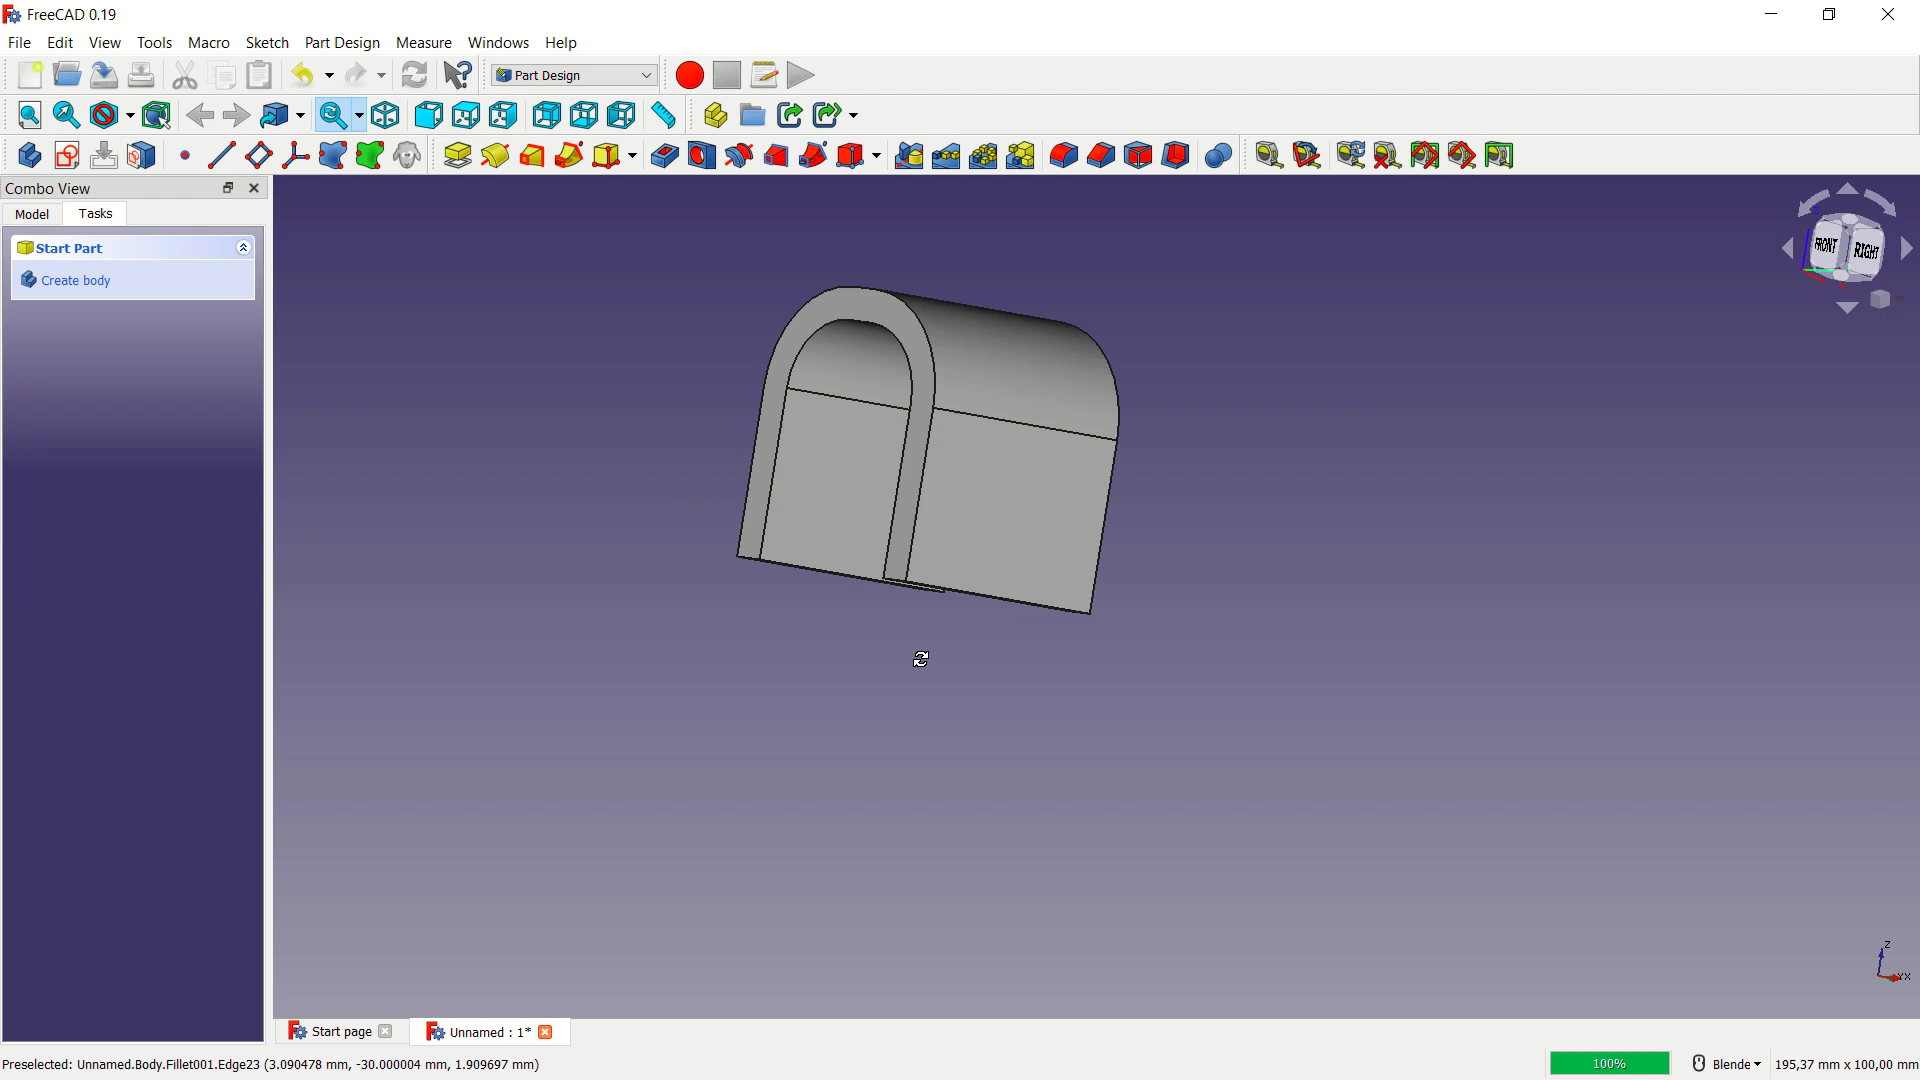 FreeCAD 0.19
File Edit View Tools Macro Sketch Part Design Measure Windows Help
Part Design
Combo View
Model Tasks
Start Part
Create body
FRONT RIGHT
Z
YX
Start page Unnamed : 1*
Preselected: Unnamed.Body.Fillet001.Edge23 (3.090478 mm, -30.000004 mm, 1.909697 mm) 100% Blende 195,37 mm x 100,00 mm